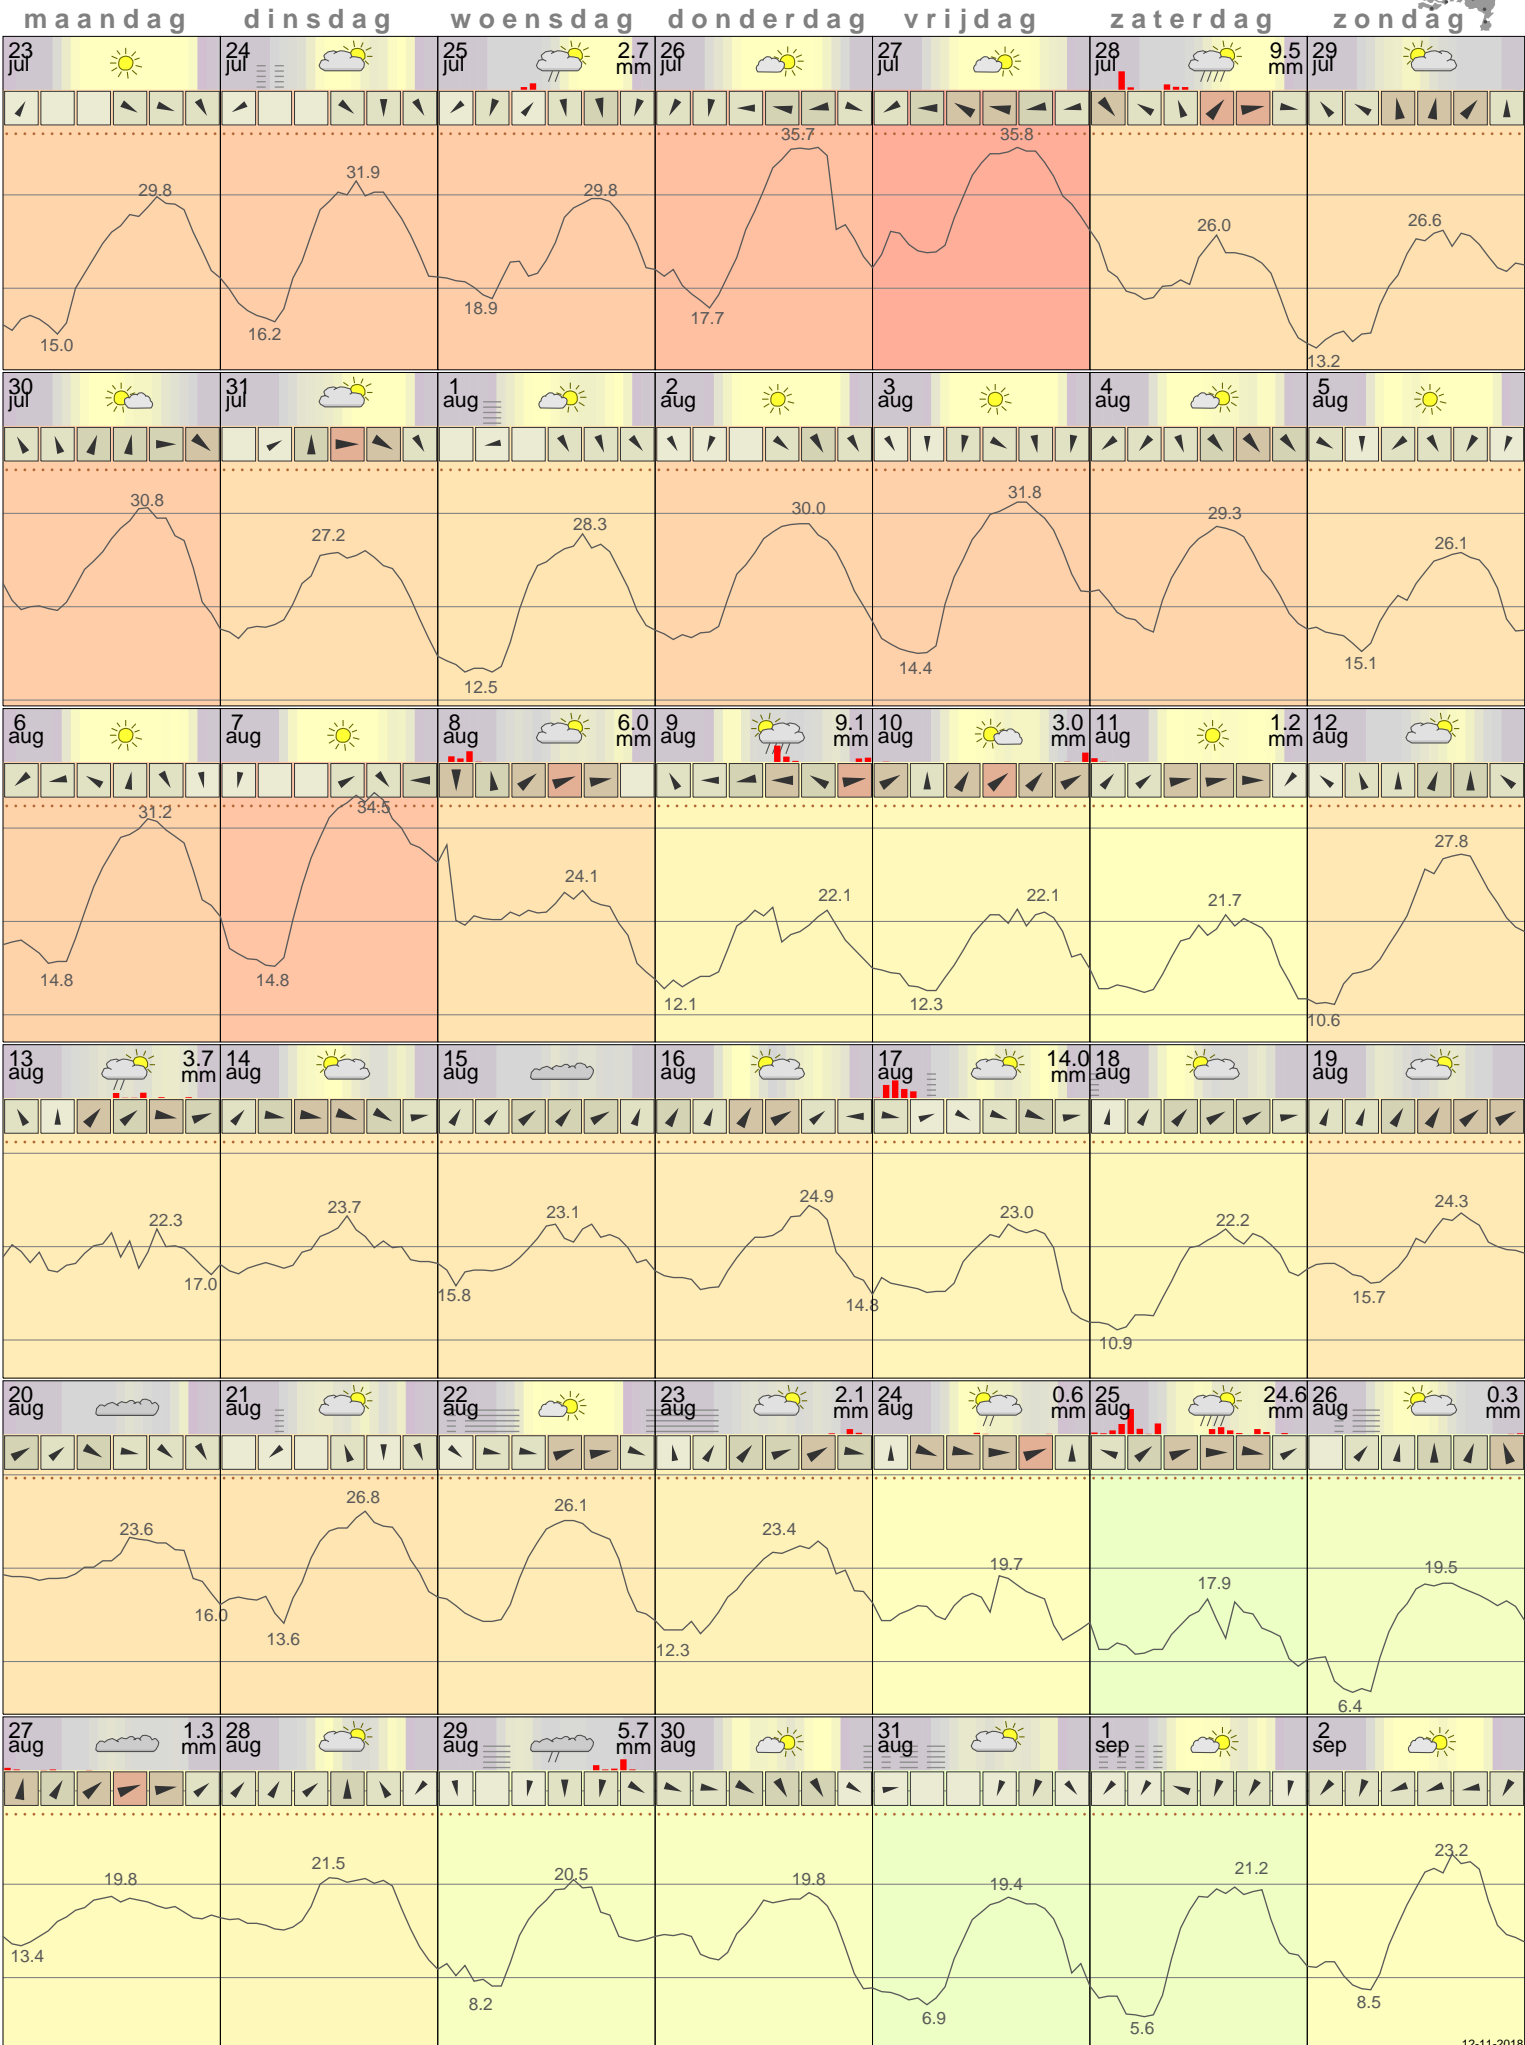 maandag dinsdag woensdag donderdag vrijdag zaterdag zondag
23 24 25 2.7 26 27 28 9.5 29
jul jul jul mm jul jul jul mm jul
35.7 35.8
29.8 31.9 29.8
26.0 26.6
15.0 16.2 18.9 17.7 13.2
30 31 1 2 3 4 5
jul jul aug aug aug aug aug
30.8 27.2 28.3 30.0 31.8 29.3 26.1
12.5 14.4 15.1
6 7 8 6.0 9 9.1 10 3.0 11 1.2 12
aug aug aug mm aug mm aug mm aug mm aug
31.2 34.5 24.1 22.1 22.1 21.7 27.8
14.8 14.8 12.1 12.3 10.6
13 3.7 14 15 16 17 14.0 18 19
aug mm aug aug aug aug mm aug aug
22.3 23.7 23.1 24.9 23.0 22.2 24.3
17.0 15.8 14.8 10.9 15.7
20 21 22 23 2.1 24 0.6 25 24.6 26 0.3
aug aug aug aug mm aug mm aug mm aug mm
23.6 26.8 26.1 23.4 19.7 17.9 19.5
16.0 13.6 12.3 6.4
27 1.3 28 29 5.7 30 31 1 2
aug mm aug aug mm aug aug sep sep
19.8 21.5 20.5 19.8 19.4 21.2 23.2
13.4 8.2 6.9 5.6 8.5
12-11-2018